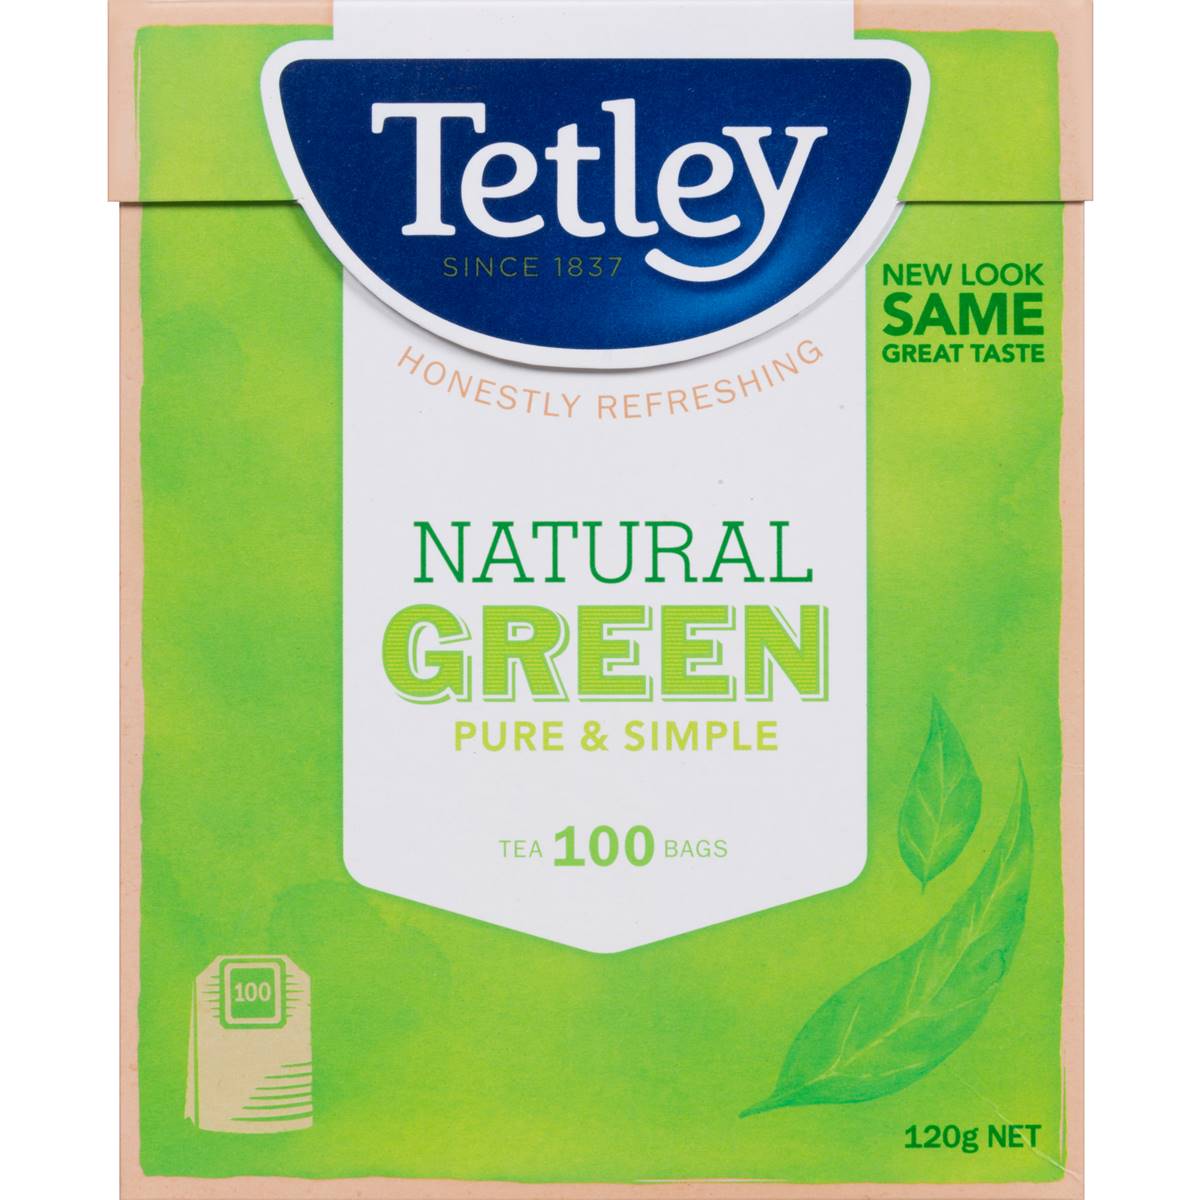 Tetley
SINCE 1837
HONESTLY REFRESHING
NEW LOOK
SAME
GREAT TASTE
NATURAL
GREEN
PURE & SIMPLE
TEA 100 BAGS
100
120g NET